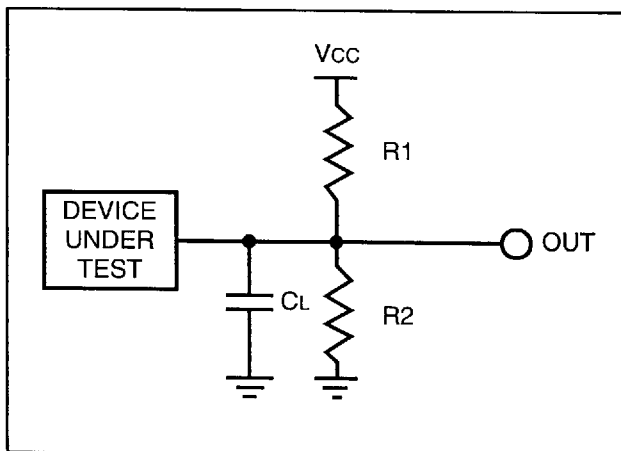 VCC
R1
DEVICE
UNDER
TEST
OUT
CL
R2